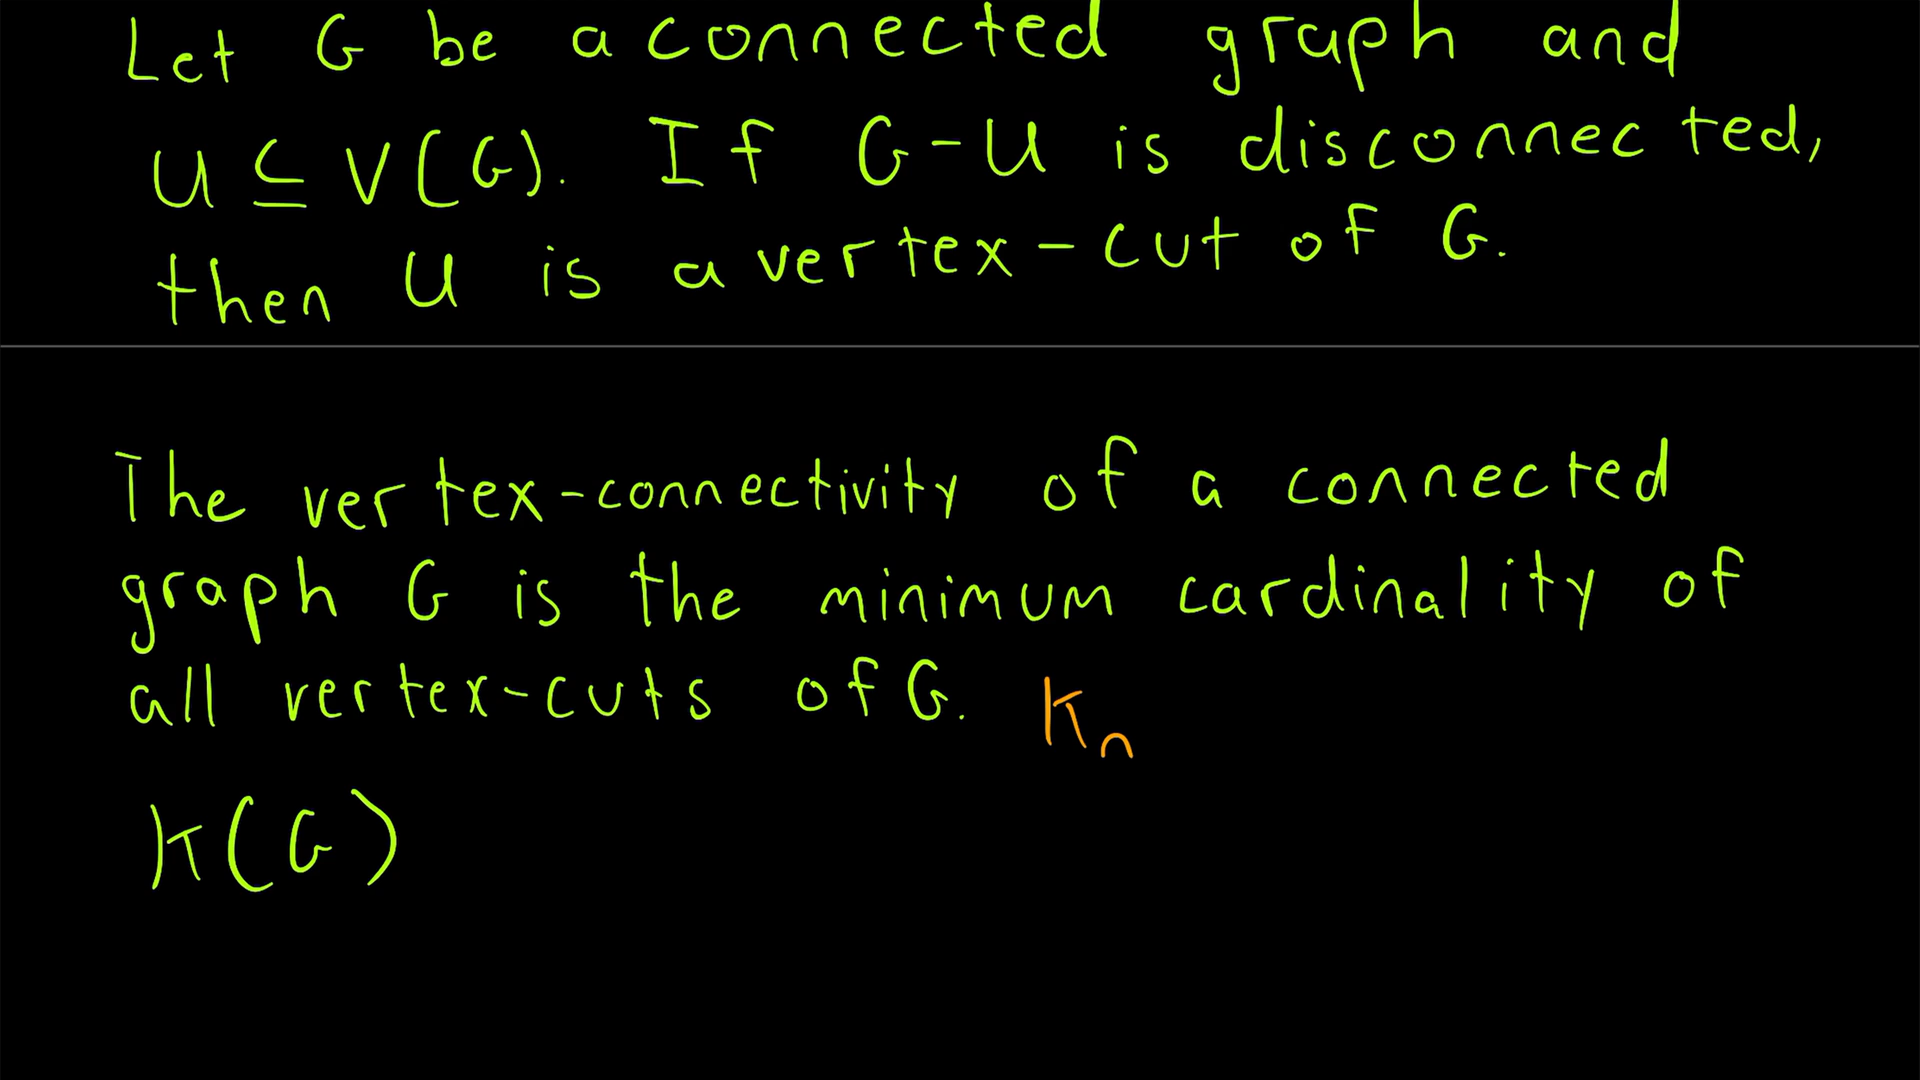 Let G be a connected graph and
U ⊆ V(G). If G-U is disconnected,
then U is a vertex-cut of G.
The vertex-connectivity of a connected
graph G is the minimum cardinality of
all vertex-cuts of G. Kₙ
κ(G)